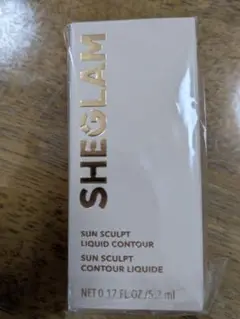 SHEGLAM
SUN SCULPT
LIQUID CONTOUR
SUN SCULPT
CONTOUR LIQUIDE
NET 0.17 FL OZ/5.2 ml